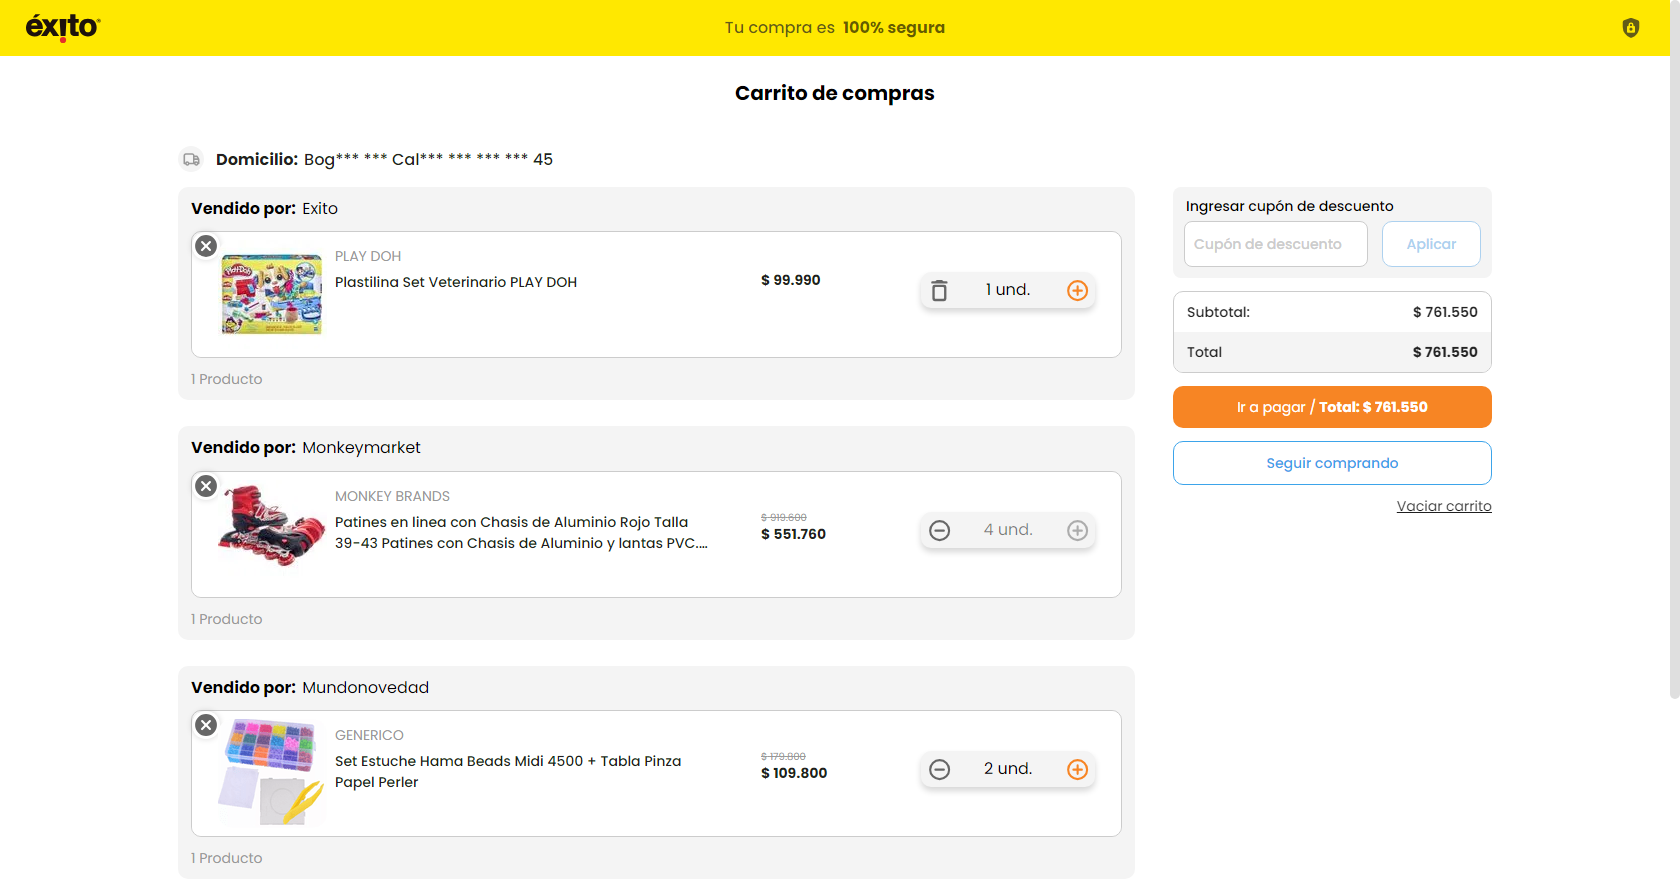 éxito
Tu compra es 100% segura
Carrito de compras
Domicilio: Bog*** *** Cal*** *** *** *** 45
Vendido por: Exito
PLAY DOH
Plastilina Set Veterinario PLAY DOH
$ 99.990
1 und.
1 Producto
Vendido por: Monkeymarket
MONKEY BRANDS
Patines en linea con Chasis de Aluminio Rojo Talla
39-43 Patines con Chasis de Aluminio y lantas PVC....
$ 919.600
$ 551.760
4 und.
1 Producto
Vendido por: Mundonovedad
GENERICO
Set Estuche Hama Beads Midi 4500 + Tabla Pinza
Papel Perler
$ 179.800
$ 109.800
2 und.
1 Producto
Ingresar cupón de descuento
Cupón de descuento
Aplicar
Subtotal: $ 761.550
Total $ 761.550
Ir a pagar / Total: $ 761.550
Seguir comprando
Vaciar carrito